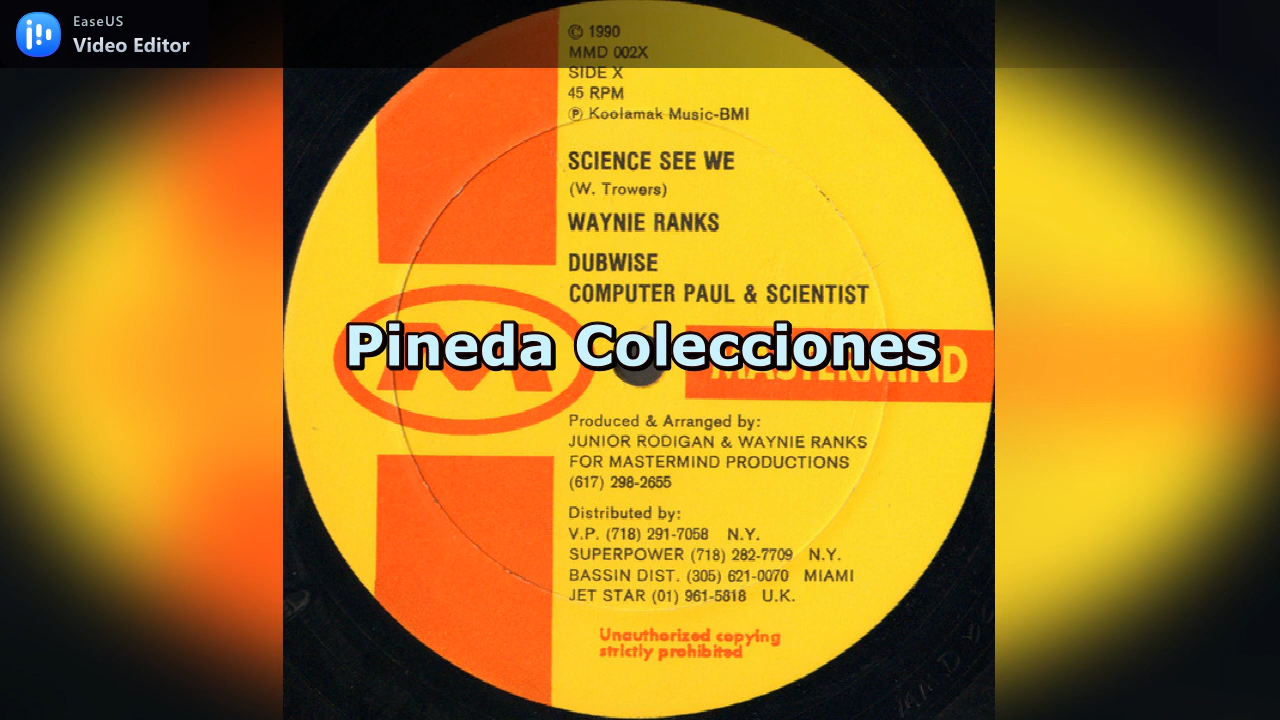 EaseUS
Video Editor
© 1990
MMD 002X
SIDE X
45 RPM
℗ Koolamak Music-BMI
SCIENCE SEE WE
(W. Trowers)
WAYNIE RANKS
DUBWISE
COMPUTER PAUL & SCIENTIST
Pineda Colecciones
M
MASTERMIND
Produced & Arranged by:
JUNIOR RODIGAN & WAYNIE RANKS
FOR MASTERMIND PRODUCTIONS
(617) 298-2655
Distributed by:
V.P. (718) 291-7058 N.Y.
SUPERPOWER (718) 282-7709 N.Y.
BASSIN DIST. (305) 621-0070 MIAMI
JET STAR (01) 961-5818 U.K.
Unauthorized copying
strictly prohibited